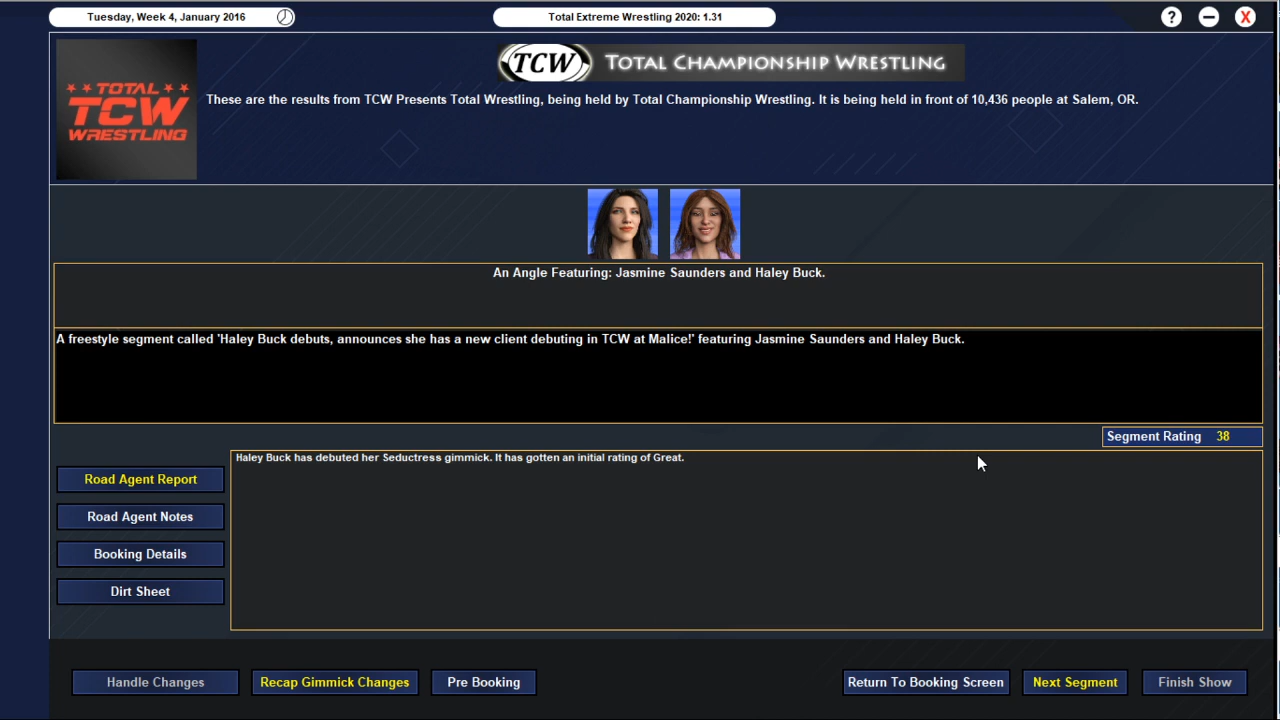 Tuesday, Week 4, January 2016
Total Extreme Wrestling 2020: 1.31
?
X
TOTAL
TCW
WRESTLING
TCW TOTAL CHAMPIONSHIP WRESTLING
These are the results from TCW Presents Total Wrestling, being held by Total Championship Wrestling. It is being held in front of 10,436 people at Salem, OR.
An Angle Featuring: Jasmine Saunders and Haley Buck.
A freestyle segment called 'Haley Buck debuts, announces she has a new client debuting in TCW at Malice!' featuring Jasmine Saunders and Haley Buck.
Segment Rating 38
Haley Buck has debuted her Seductress gimmick. It has gotten an initial rating of Great.
Road Agent Report
Road Agent Notes
Booking Details
Dirt Sheet
Handle Changes
Recap Gimmick Changes
Pre Booking
Return To Booking Screen
Next Segment
Finish Show